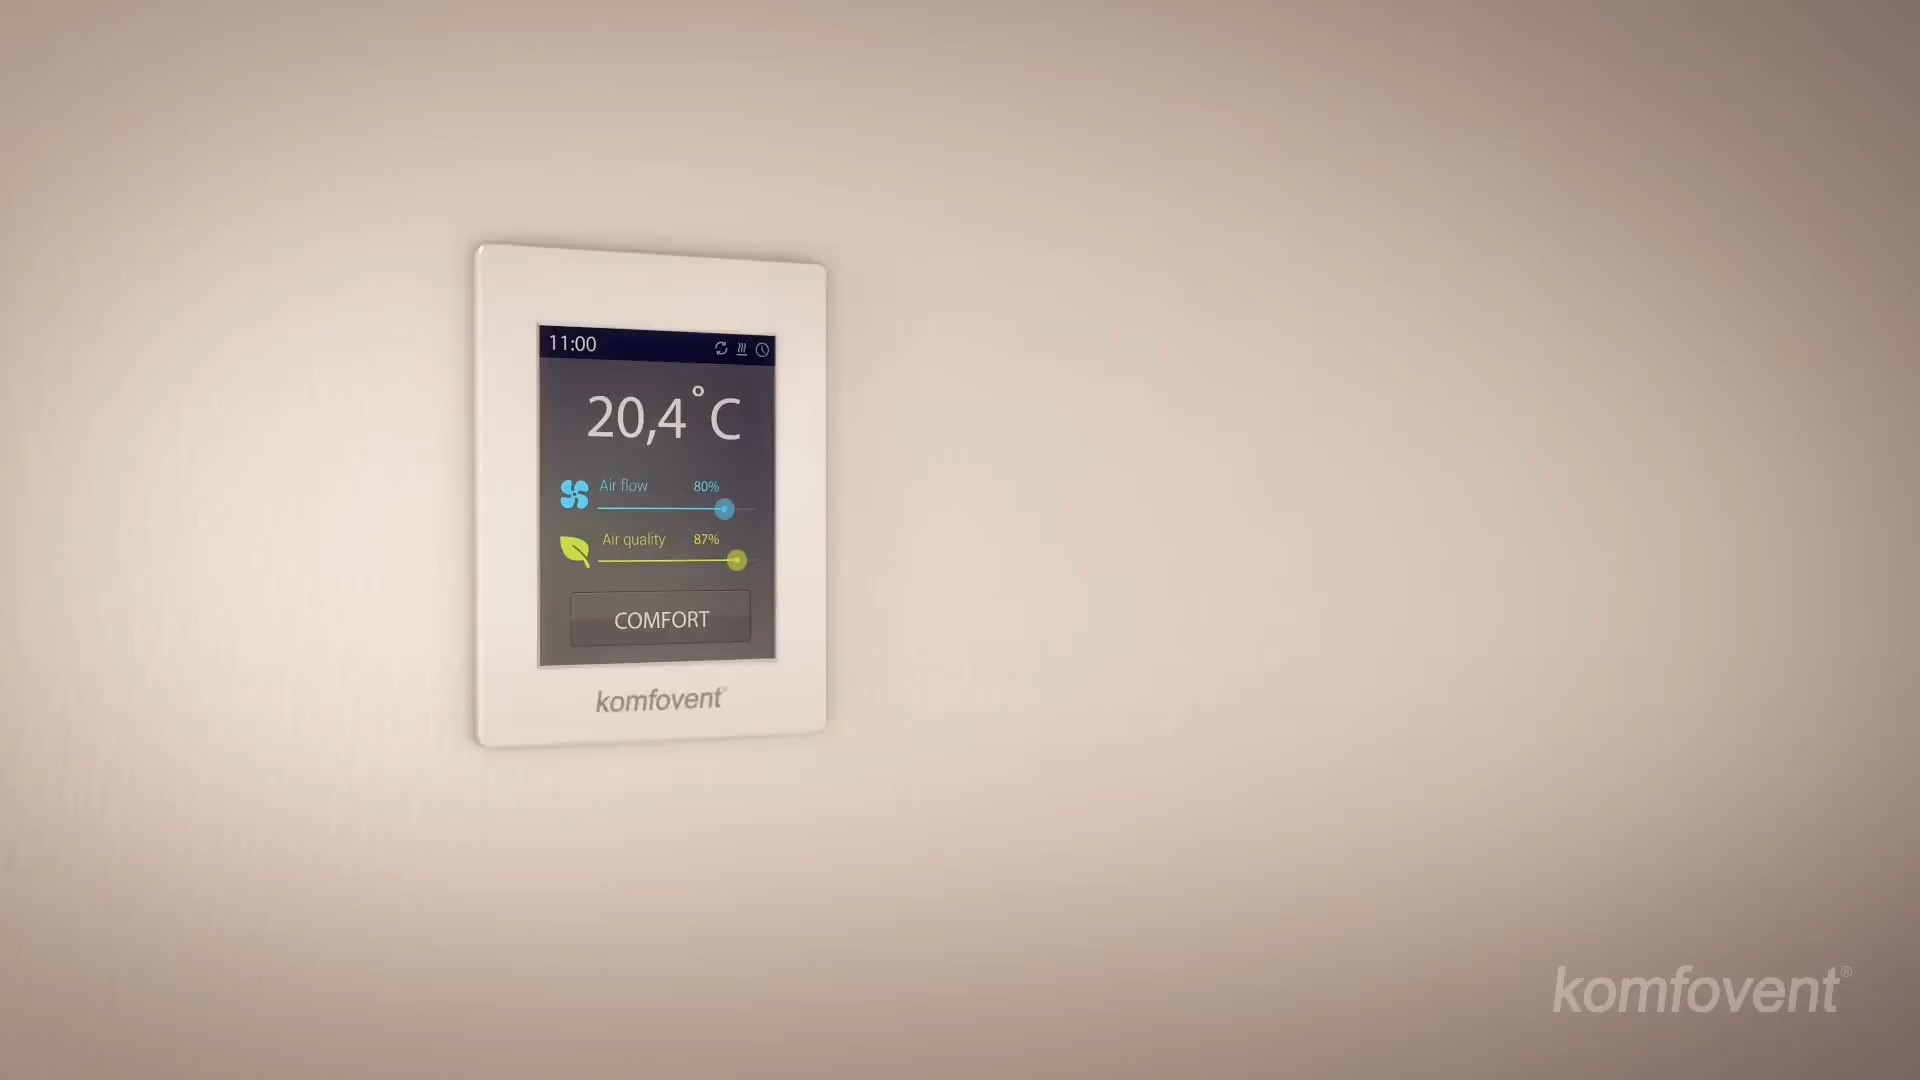 11:00
20,4°C
Air flow 80%
Air quality 87%
COMFORT
komfovent
komfovent®